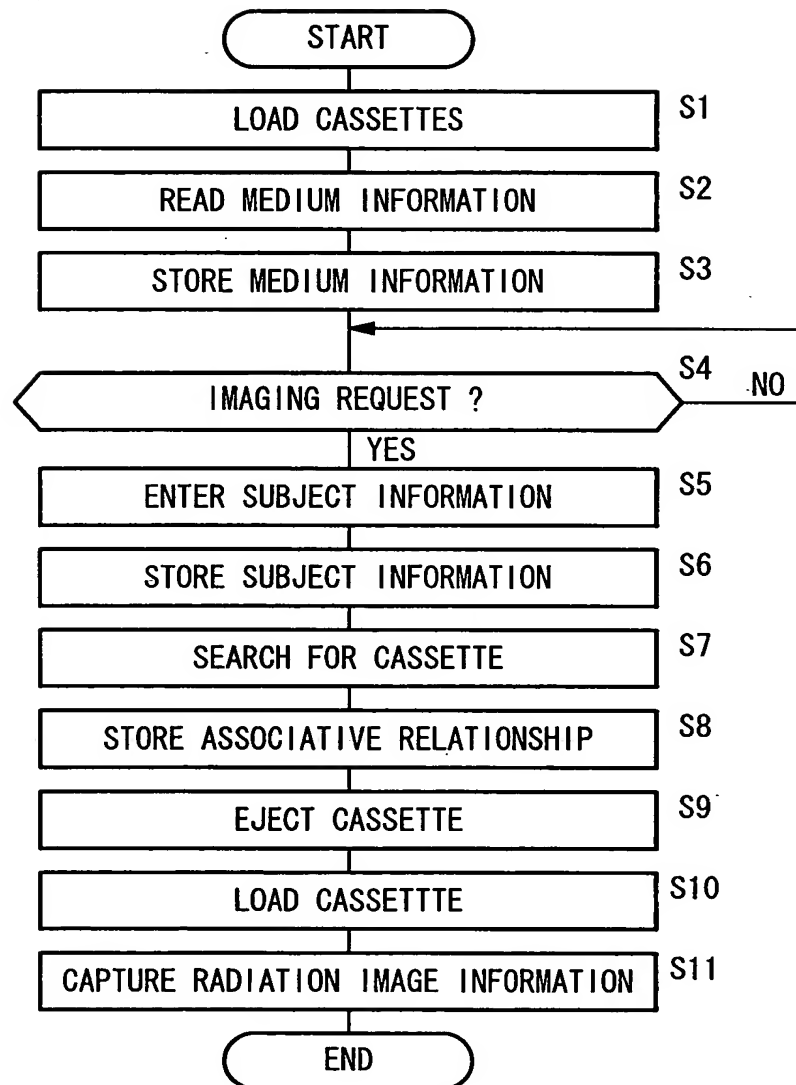 START
LOAD CASSETTES S1
READ MEDIUM INFORMATION S2
STORE MEDIUM INFORMATION S3
IMAGING REQUEST ? S4 NO
YES
ENTER SUBJECT INFORMATION S5
STORE SUBJECT INFORMATION S6
SEARCH FOR CASSETTE S7
STORE ASSOCIATIVE RELATIONSHIP S8
EJECT CASSETTE S9
LOAD CASSETTTE S10
CAPTURE RADIATION IMAGE INFORMATION S11
END